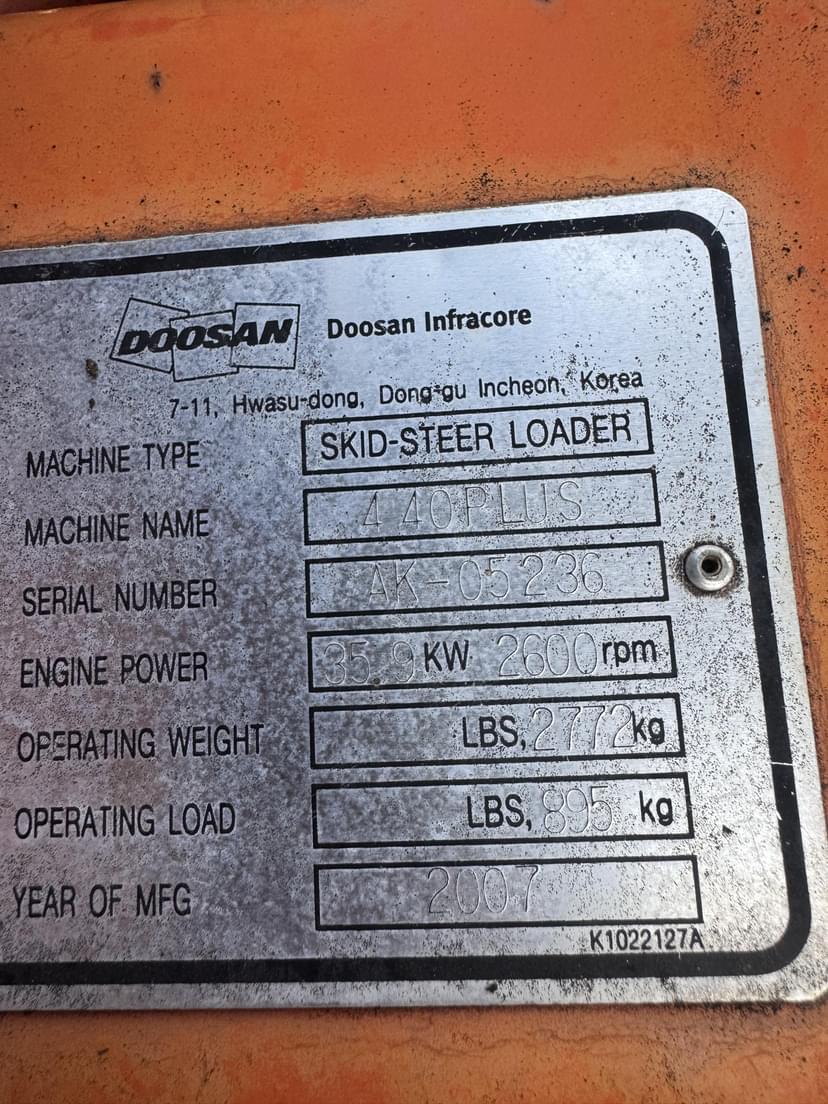 DOOSAN Doosan Infracore
7-11, Hwasu-dong, Dong-gu Incheon, Korea
MACHINE TYPE SKID-STEER LOADER
MACHINE NAME 440PLUS
SERIAL NUMBER AK-05236
ENGINE POWER 35.9 KW 2600 rpm
OPERATING WEIGHT LBS, 2772 kg
OPERATING LOAD LBS, 895 kg
YEAR OF MFG 2007
K1022127A